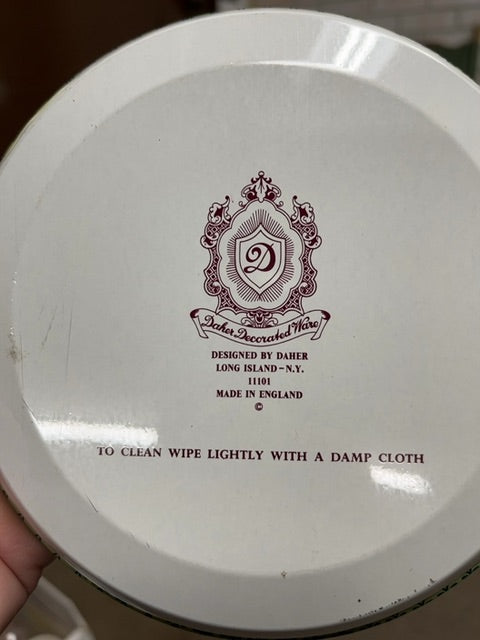 D
Daher Decorated Ware
DESIGNED BY DAHER
LONG ISLAND - N.Y.
11101
MADE IN ENGLAND
©
TO CLEAN WIPE LIGHTLY WITH A DAMP CLOTH